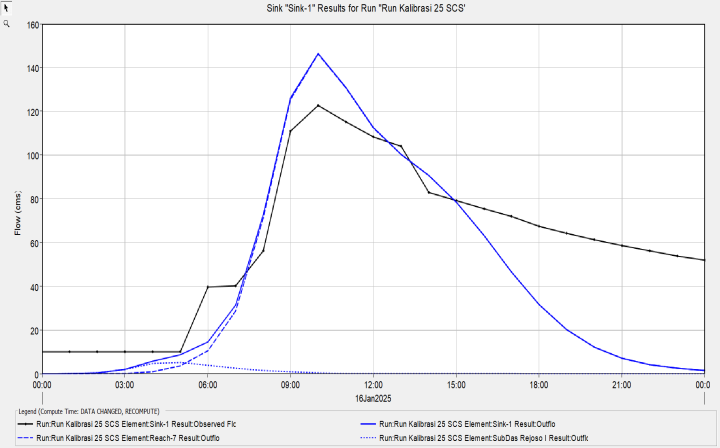 Sink "Sink-1" Results for Run "Run Kalibrasi 25 SCS"
160
140
120
100
80
60
40
20
0
Flow (cms)
00:00 03:00 06:00 09:00 12:00 15:00 18:00 21:00 00:0
16Jan2025
Legend (Compute Time: DATA CHANGED, RECOMPUTE)
Run:Run Kalibrasi 25 SCS Element:Sink-1 Result:Observed Flc
Run:Run Kalibrasi 25 SCS Element:Sink-1 Result:Outflo
Run:Run Kalibrasi 25 SCS Element:Reach-7 Result:Outflo
Run:Run Kalibrasi 25 SCS Element:SubDas Rejoso I Result:Outflc